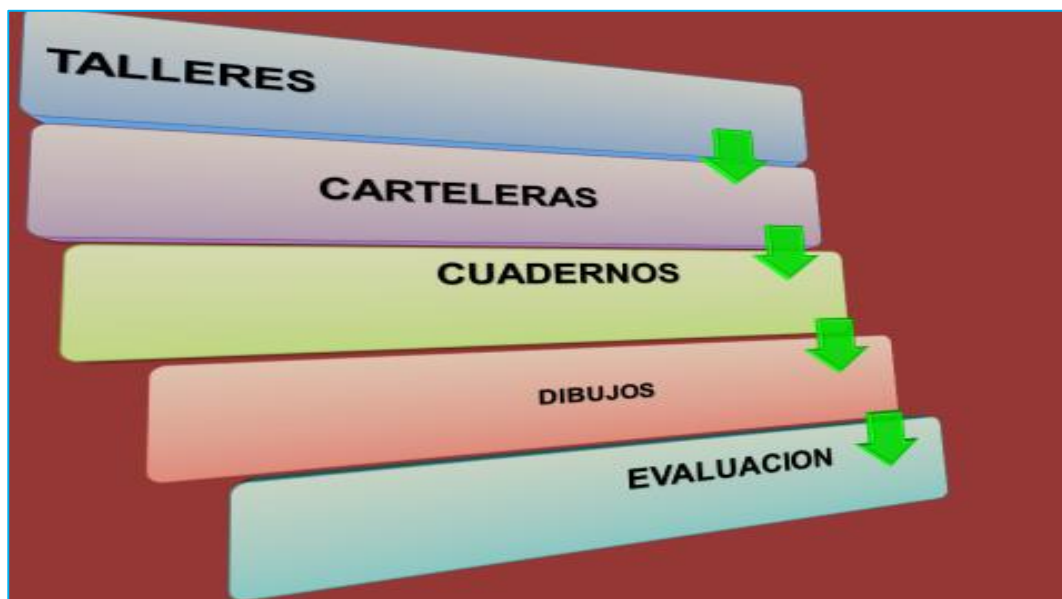 TALLERES
CARTELERAS
CUADERNOS
DIBUJOS
EVALUACION